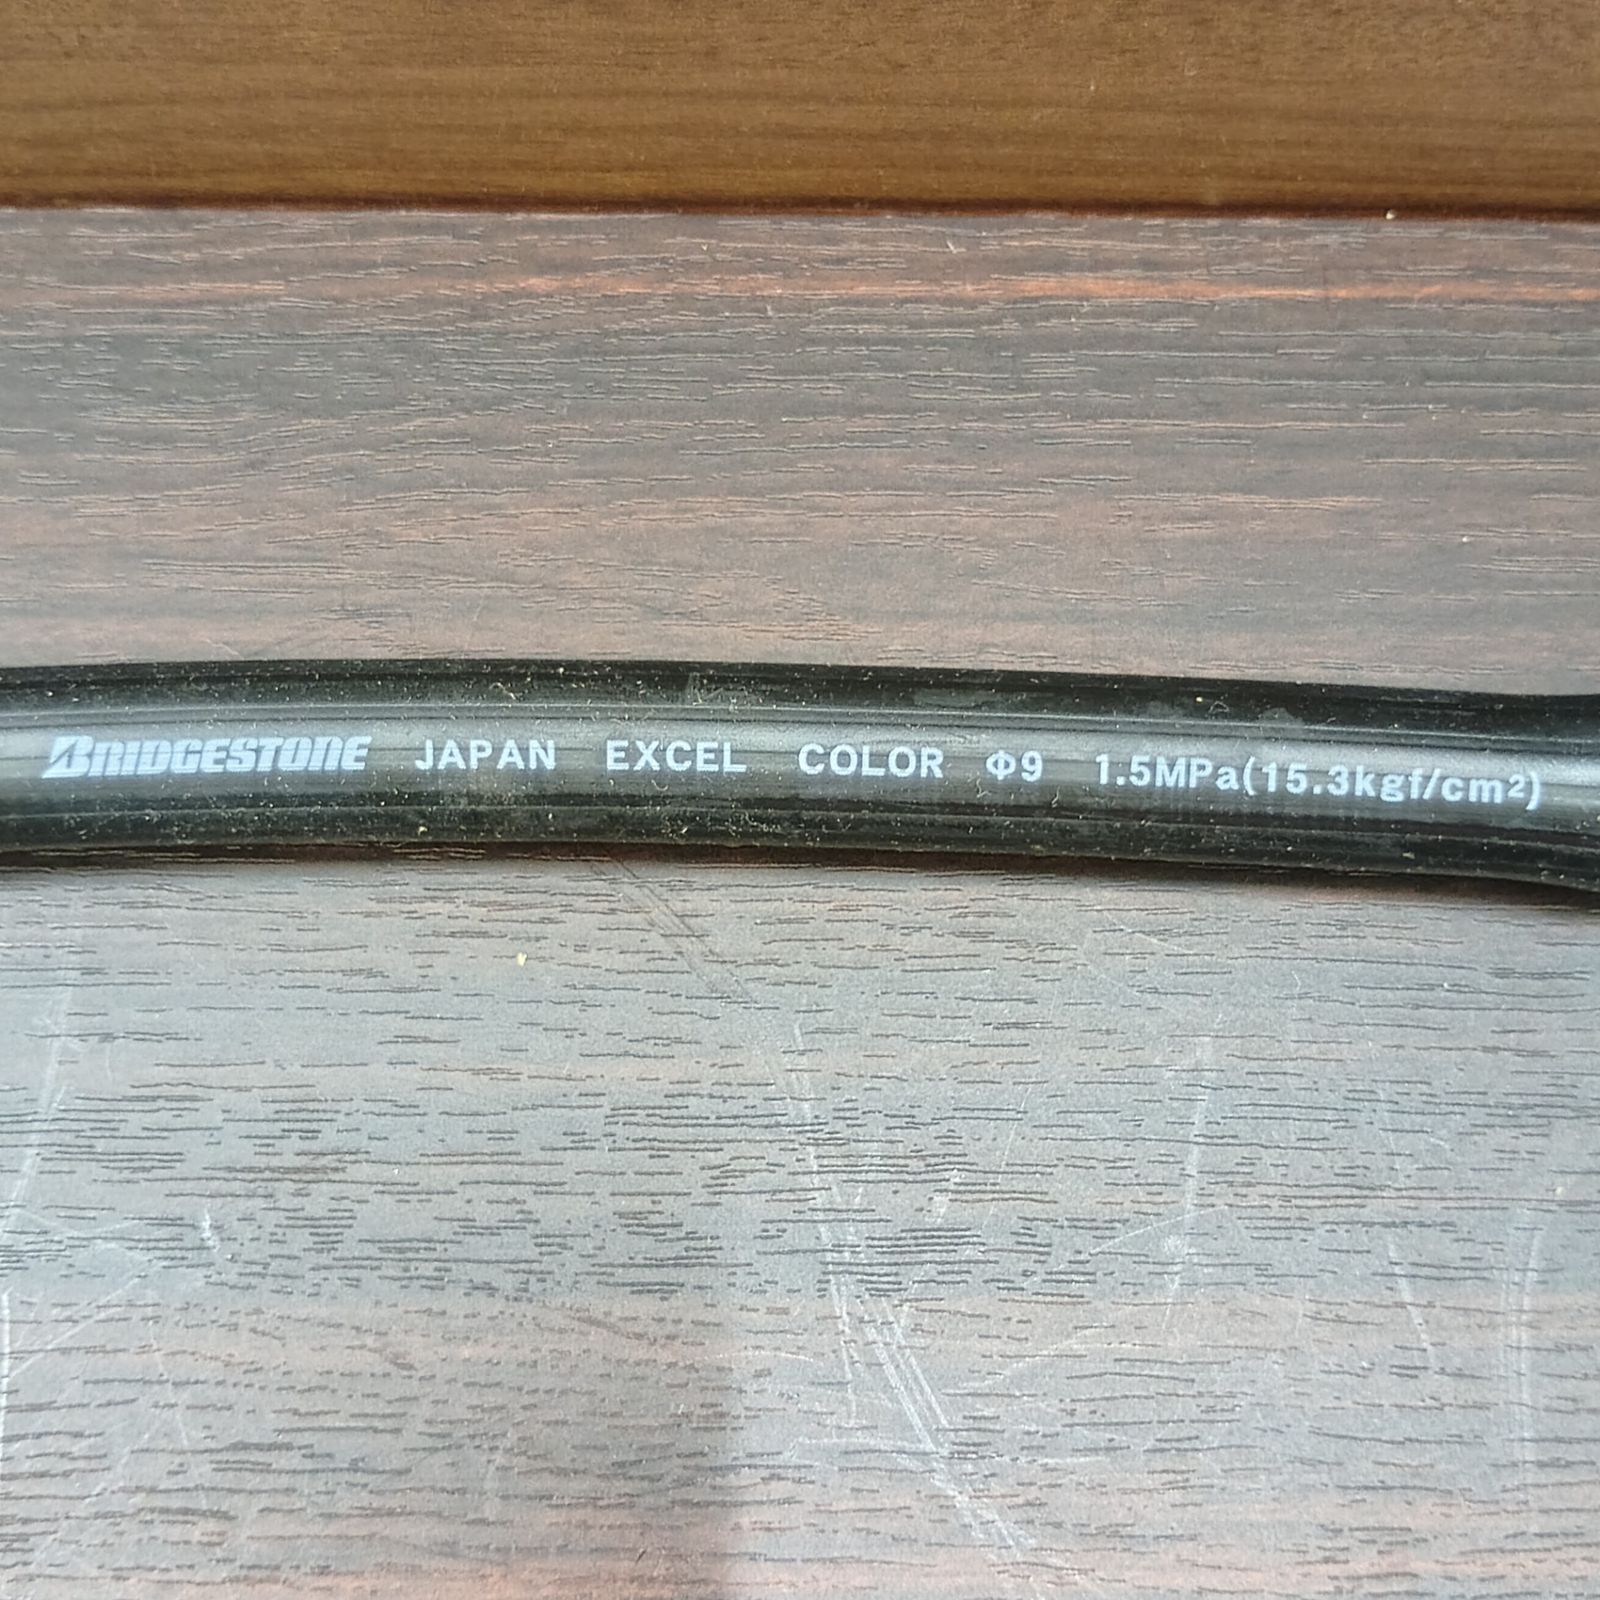 BRIDGESTONE JAPAN EXCEL COLOR Φ9 1.5MPa(15.3kgf/cm²)